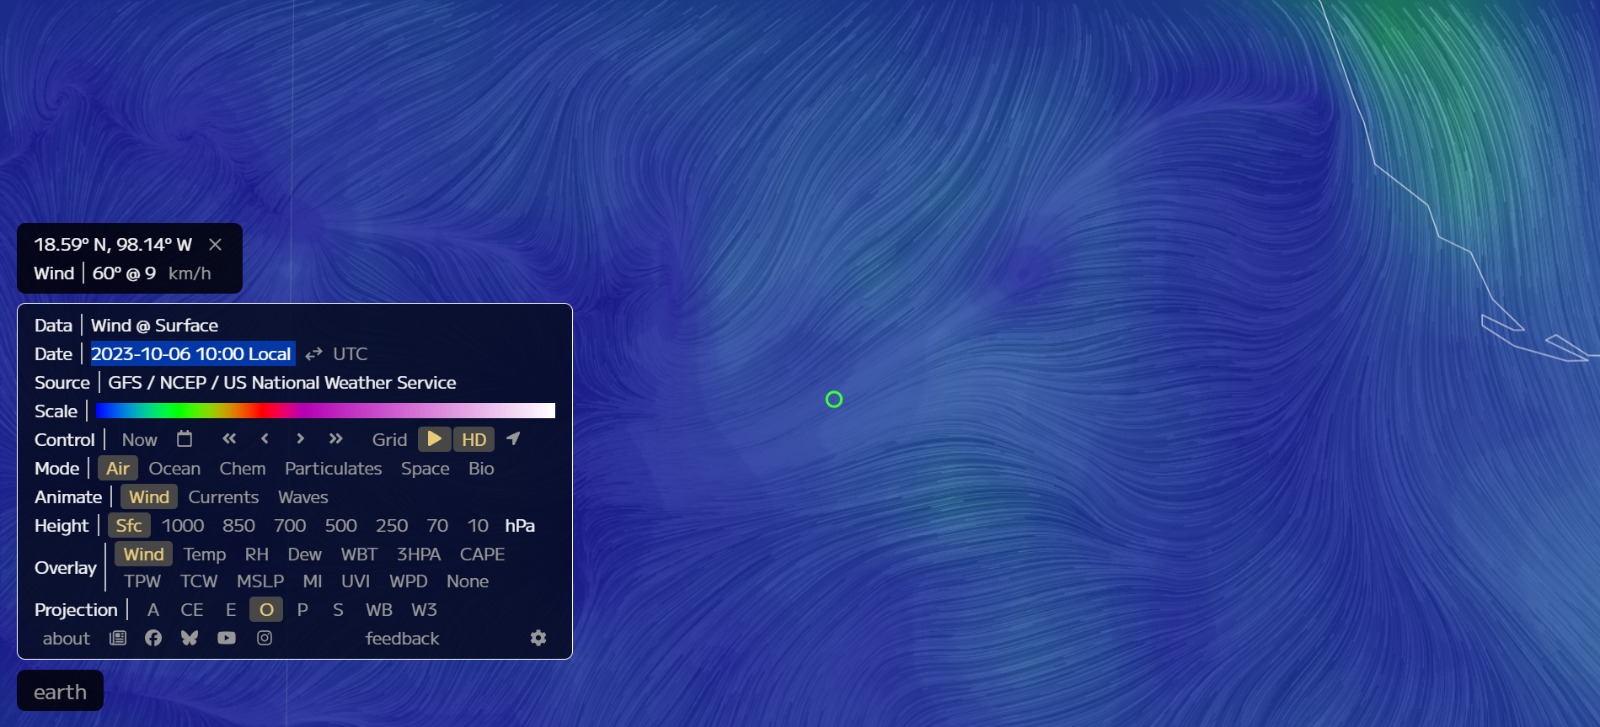 18.59° N, 98.14° W ×
Wind | 60° @ 9 km/h
Data | Wind @ Surface
Date | 2023-10-06 10:00 Local ⇄ UTC
Source | GFS / NCEP / US National Weather Service
Scale |
Control | Now « ‹ › » Grid HD
Mode | Air Ocean Chem Particulates Space Bio
Animate | Wind Currents Waves
Height | Sfc 1000 850 700 500 250 70 10 hPa
Overlay | Wind Temp RH Dew WBT 3HPA CAPE
TPW TCW MSLP MI UVI WPD None
Projection | A CE E O P S WB W3
about feedback
earth